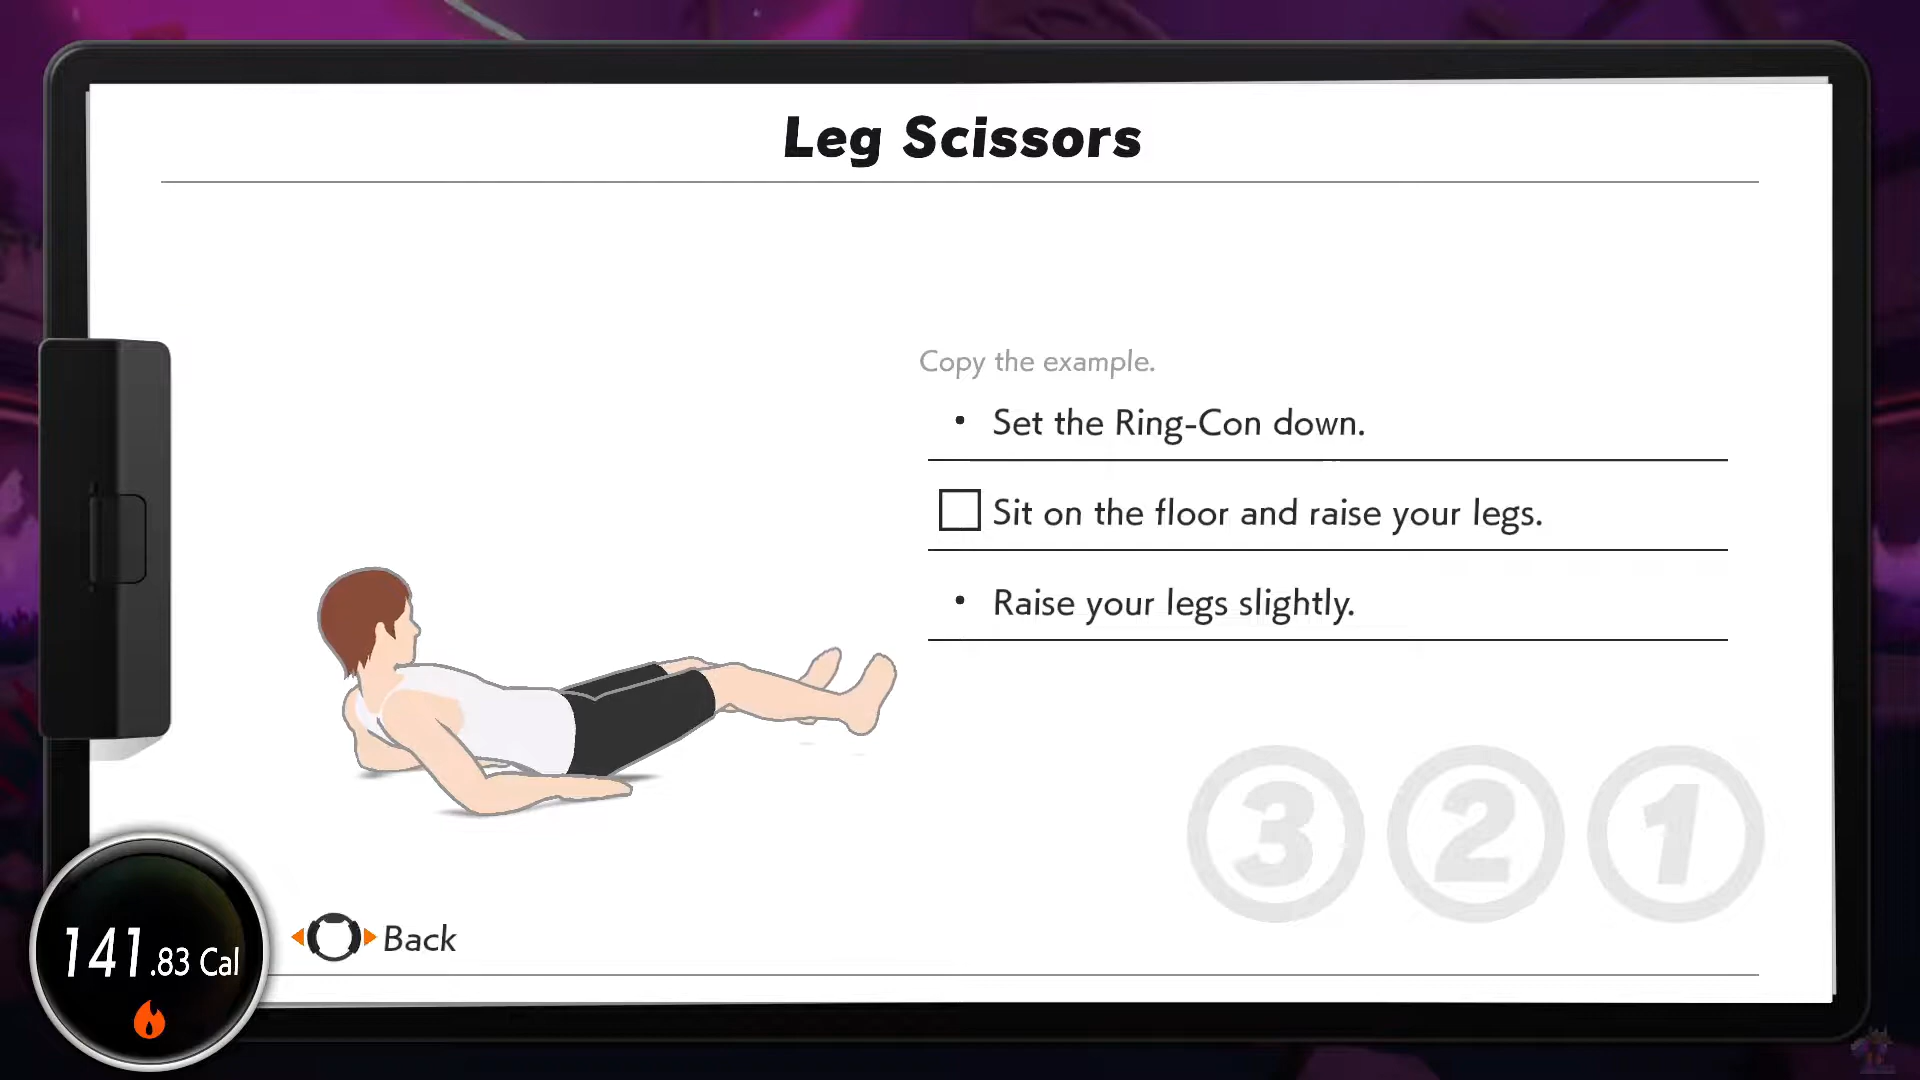 Leg Scissors
Copy the example.
• Set the Ring-Con down.
Sit on the floor and raise your legs.
• Raise your legs slightly.
3 2 1
141.83 Cal
Back